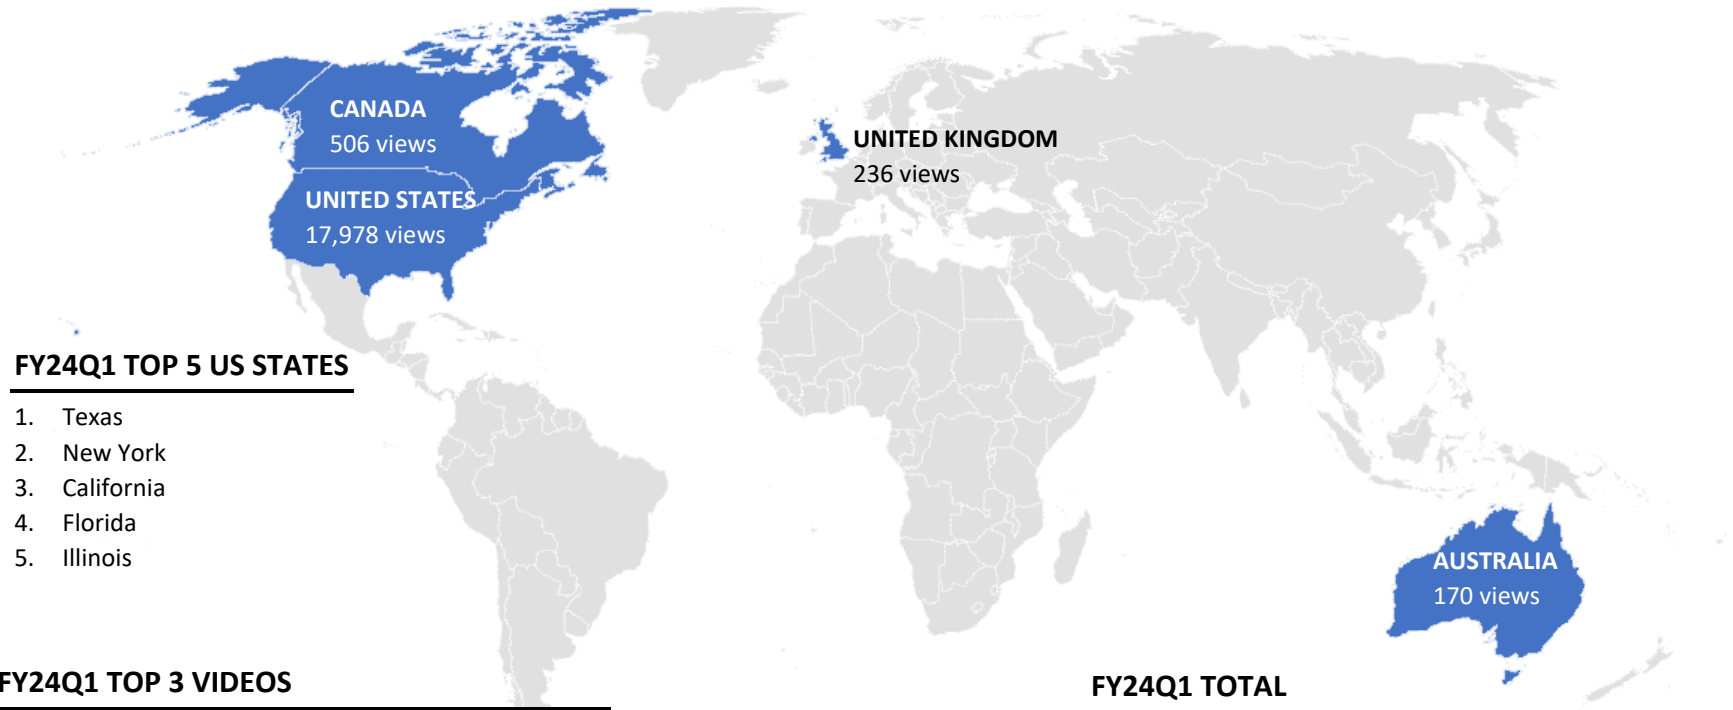 CANADA
506 views
UNITED STATES
17,978 views
UNITED KINGDOM
236 views
FY24Q1 TOP 5 US STATES
1. Texas
2. New York
3. California
4. Florida
5. Illinois
AUSTRALIA
170 views
FY24Q1 TOP 3 VIDEOS
FY24Q1 TOTAL